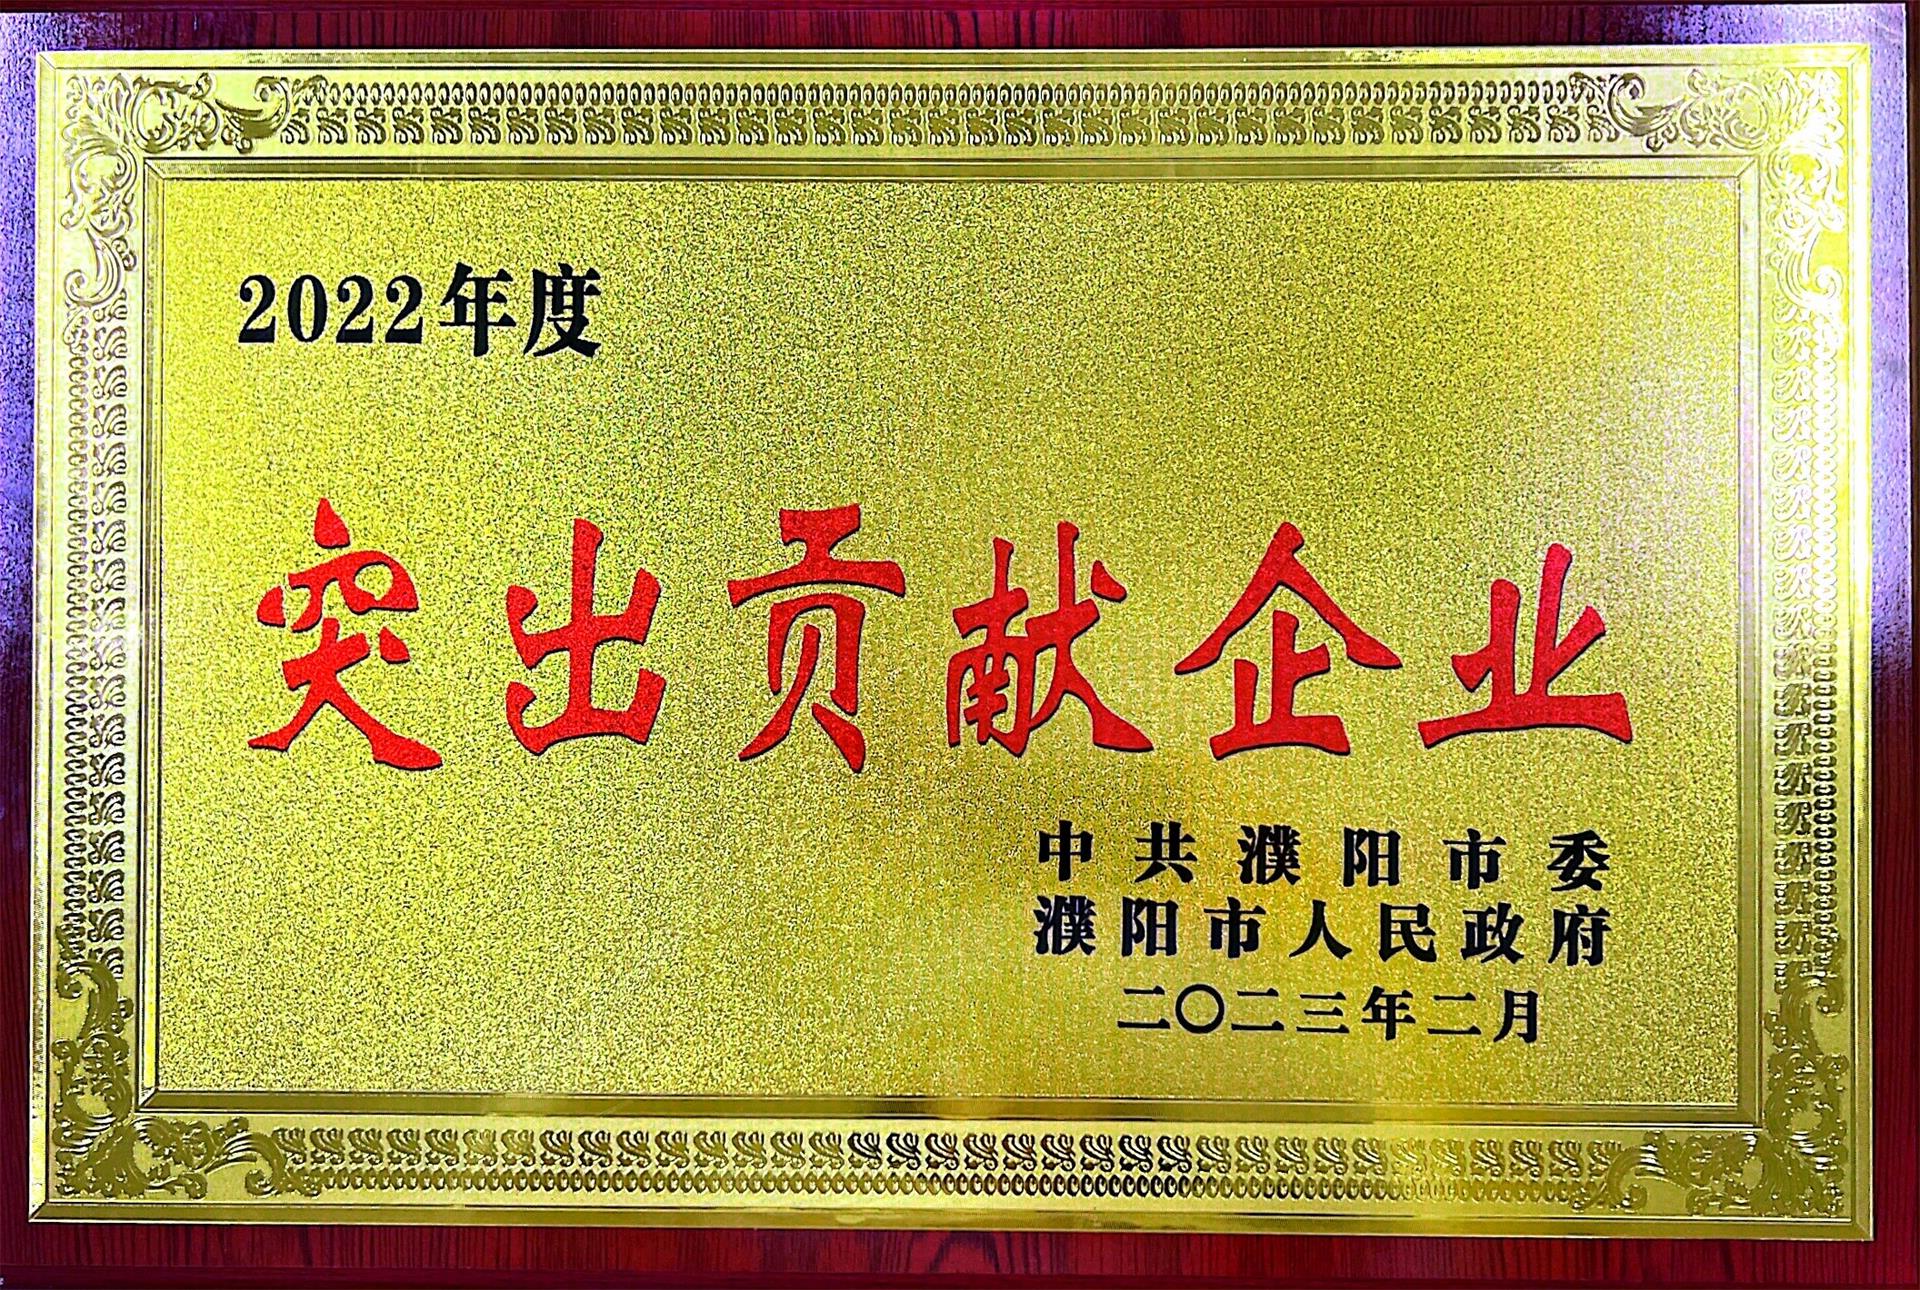 2022年度
突出贡献企业
中共濮阳市委
濮阳市人民政府
二〇二三年二月